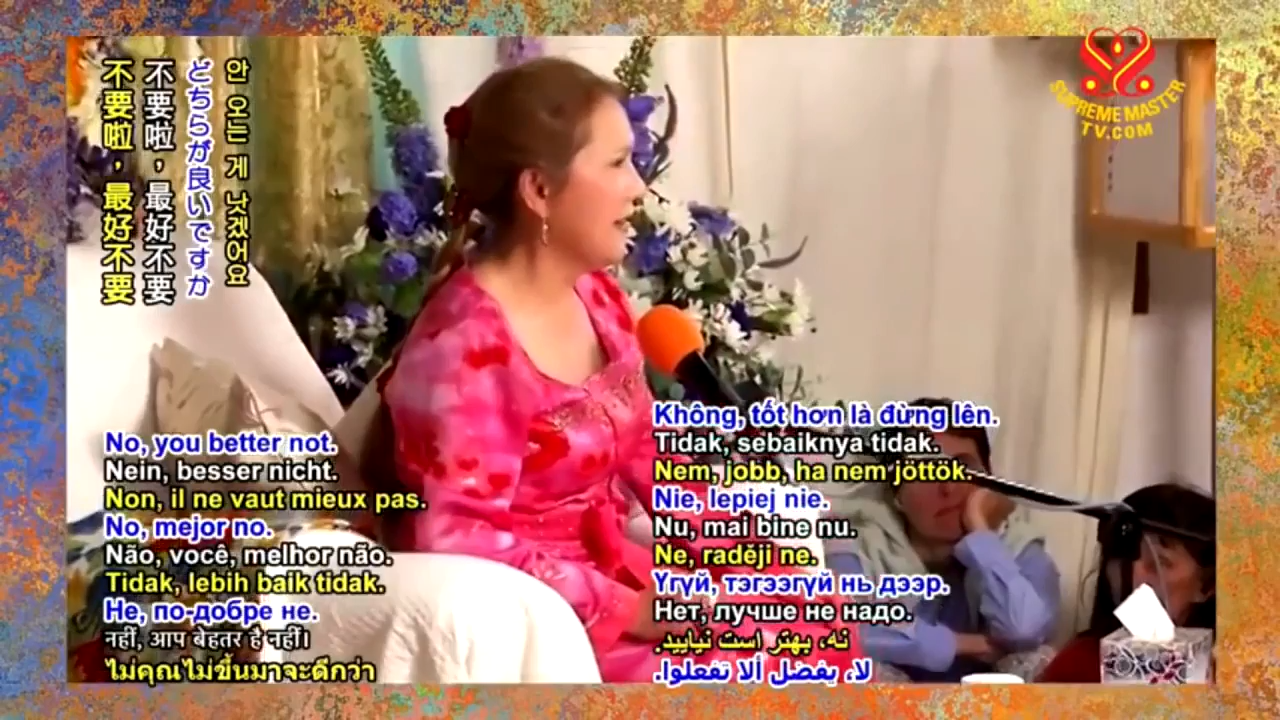 안 오는 게 낫겠어요
どちらが良いですか
不要啦，最好不要
不要啦，最好不要
SUPREME MASTER
TV.COM
No, you better not.
Nein, besser nicht.
Non, il ne vaut mieux pas.
No, mejor no.
Não, você, melhor não.
Tidak, lebih baik tidak.
Не, по-добре не.
नहीं, आप बेहतर है नहीं।
ไม่คุณไม่ขึ้นมาจะดีกว่า
Không, tốt hơn là đừng lên.
Tidak, sebaiknya tidak.
Nem, jobb, ha nem jöttök.
Nie, lepiej nie.
Nu, mai bine nu.
Ne, raději ne.
Үгүй, тэгээгүй нь дээр.
Нет, лучше не надо.
نه، بهتر است نیایید.
لا، يفضل ألا تفعلوا.